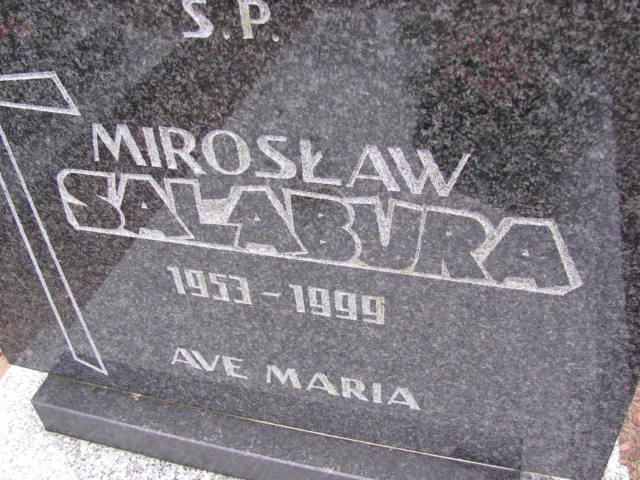 S.P.
MIROSŁAW
SALABURA
1953-1999
AVE MARIA